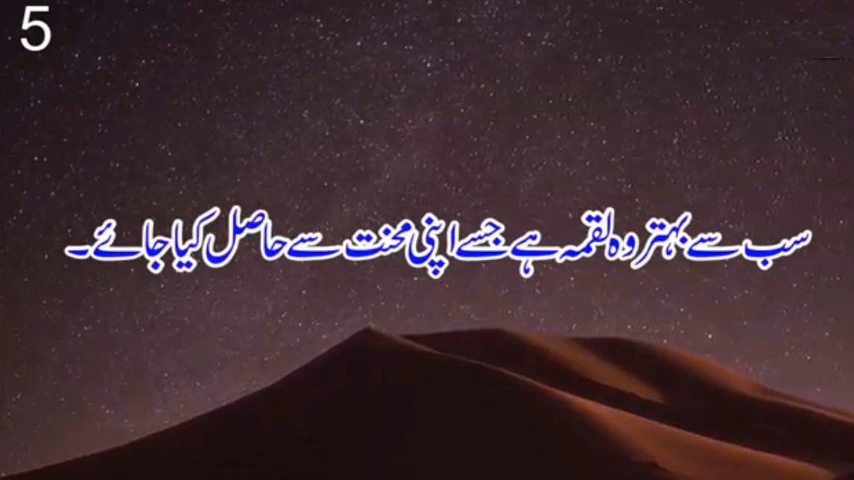 5
سب سے بہتر وہ لقمہ ہے جسے اپنی محنت سے حاصل کیا جائے۔